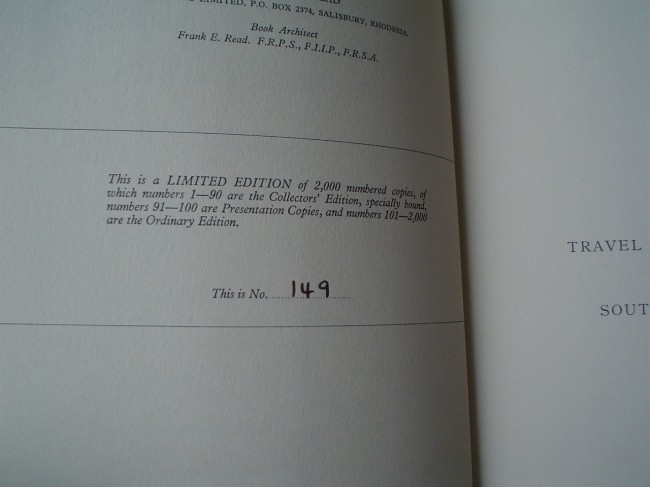 LIMITED, P.O. BOX 2374, SALISBURY, RHODESIA.
Book Architect
Frank E. Read. F.R.P.S., F.I.I.P., F.R.S.A.
This is a LIMITED EDITION of 2,000 numbered copies, of
which numbers 1—90 are the Collectors' Edition, specially bound,
numbers 91—100 are Presentation Copies, and numbers 101—2,000
are the Ordinary Edition.
This is No. 149
TRAVEL
SOUT